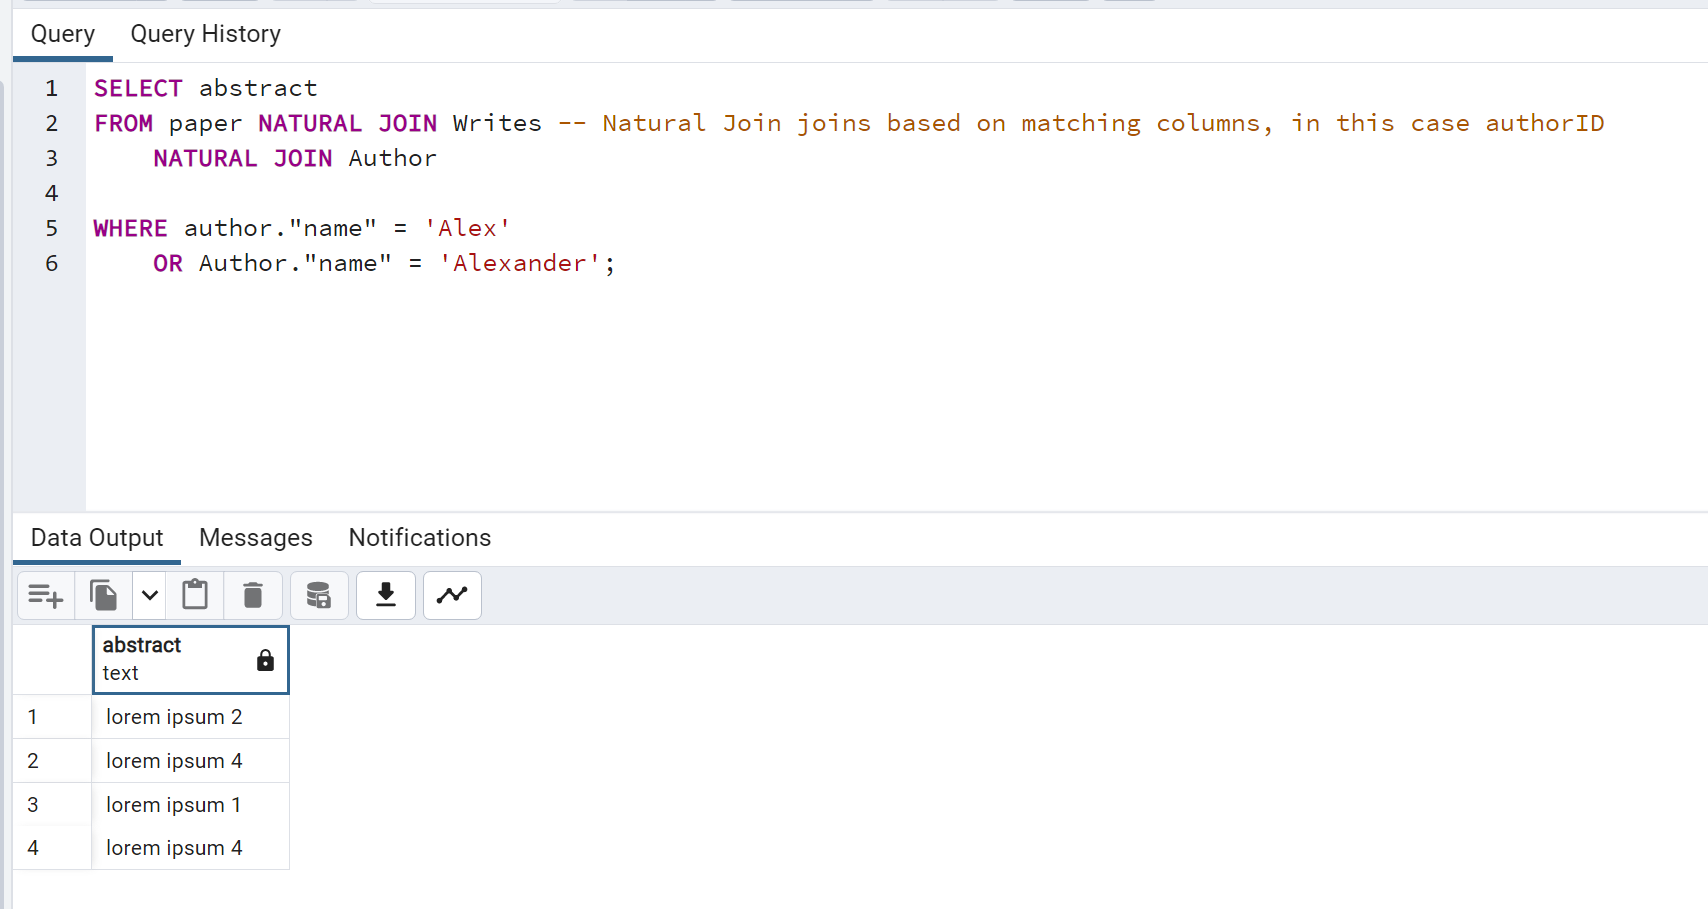 Query Query History
1 SELECT abstract
2 FROM paper NATURAL JOIN Writes -- Natural Join joins based on matching columns, in this case authorID
3 NATURAL JOIN Author
4
5 WHERE author."name" = 'Alex'
6 OR Author."name" = 'Alexander';
Data Output Messages Notifications
abstract
text
1 lorem ipsum 2
2 lorem ipsum 4
3 lorem ipsum 1
4 lorem ipsum 4